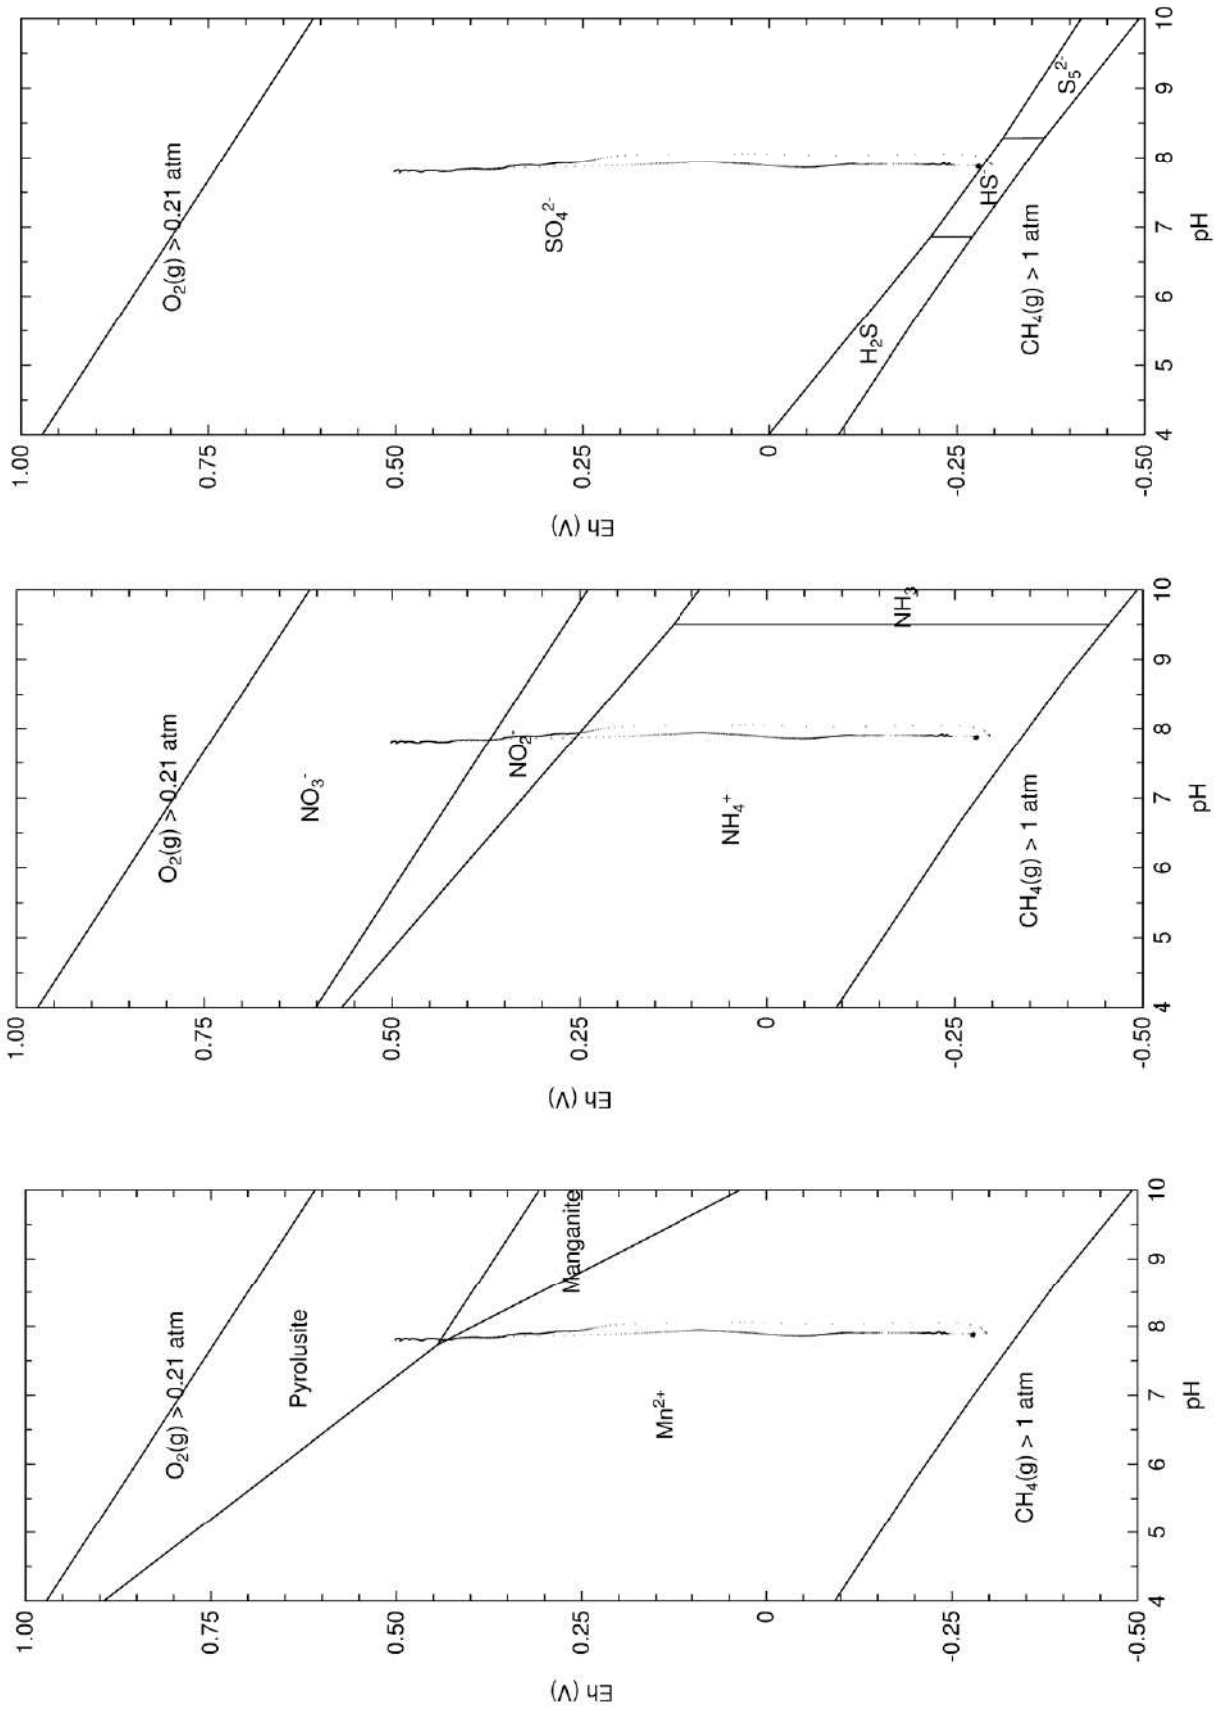 1.00
0.75
0.50
0.25
0
-0.25
-0.50
Eh (V)
4
5
6
7
8
9
10
pH
O₂(g) > 0.21 atm
Pyrolusite
Manganite
Mn²⁺
CH₄(g) > 1 atm
1.00
0.75
0.50
0.25
0
-0.25
-0.50
Eh (V)
4
5
6
7
8
9
10
pH
O₂(g) > 0.21 atm
NO₃⁻
NO₂⁻
NH₄⁺
NH₃
CH₄(g) > 1 atm
1.00
0.75
0.50
0.25
0
-0.25
-0.50
Eh (V)
4
5
6
7
8
9
10
pH
O₂(g) > 0.21 atm
SO₄²⁻
H₂S
HS⁻
S₅²⁻
CH₄(g) > 1 atm